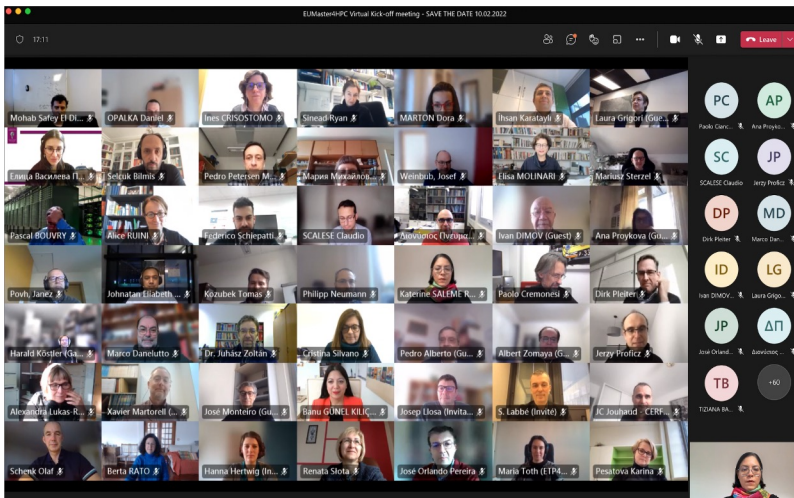 EUMaster4HPC Virtual Kick-off meeting - SAVE THE DATE 10.02.2022
17:11
Leave
Mohab Safey El Di...
OPALKA Daniel
Ines CRISOSTOMO
Sinead Ryan
MARTON Dora
İhsan Karatayli
Laura Grigori (Gue...
Елица Василева П...
Selcuk Bilmis
Pedro Petersen M...
Мария Михайлов...
Weinbub, Josef
Elisa MOLINARI
Mariusz Sterzel
Pascal BOUVRY
Alice RUINI
Federico Schiepatti
SCALESE Claudio
Διονύσιος Πνευμα...
Ivan DIMOV (Guest)
Ana Proykova (Gu...
Povh, Janez
Johnatan Eliabeth ...
Kozubek Tomas
Philipp Neumann
Katerine SALEME R...
Paolo Cremonesi
Dirk Pleiter
Harald Köstler (Ga...
Marco Danelutto
Dr. Juhász Zoltán
Cristina Silvano
Pedro Alberto (Gu...
Albert Zomaya (G...
Jerzy Proficz
Alexandra Lukas-R...
Xavier Martorell (...
José Monteiro (Gu...
Banu GÜNEL KILIÇ...
Josep Llosa (Invita...
S. Labbé (Invité)
JC Jouhaud - CERF...
Schenk Olaf
Berta RATO
Hanna Hertwig (In...
Renata Słota
José Orlando Pereira
Maria Toth (ETP4...
Pesatova Karina
PC
AP
Paolo Cianc...
Ana Proyko...
SC
JP
SCALESE Claudio
Jerzy Proficz
DP
MD
Dirk Pleiter
Marco Dan...
ID
LG
Ivan DIMOV...
Laura Grigo...
JP
ΔΠ
José Orland...
Διονύσιος ...
TB
+60
TIZIANA BA...